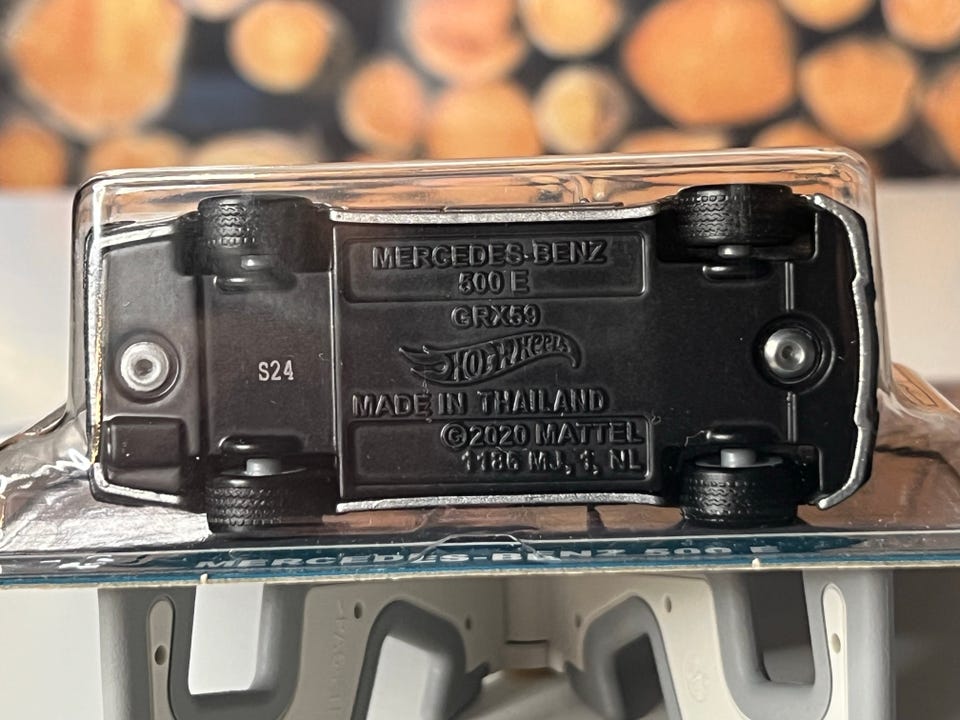 MERCEDES-BENZ
500 E
GRX59
HOT WHEELS
S24
MADE IN THAILAND
©2020 MATTEL
1186 MJ, 1, NL
MERCEDES-BENZ 500 E